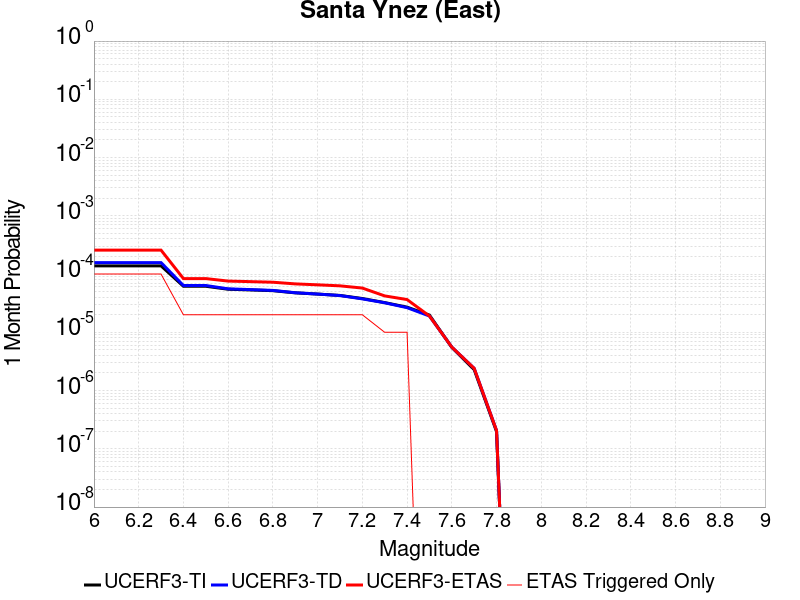 Santa Ynez (East)
1 Month Probability
10^0
10^-1
10^-2
10^-3
10^-4
10^-5
10^-6
10^-7
10^-8
6 6.2 6.4 6.6 6.8 7 7.2 7.4 7.6 7.8 8 8.2 8.4 8.6 8.8 9
Magnitude
UCERF3-TI UCERF3-TD UCERF3-ETAS ETAS Triggered Only